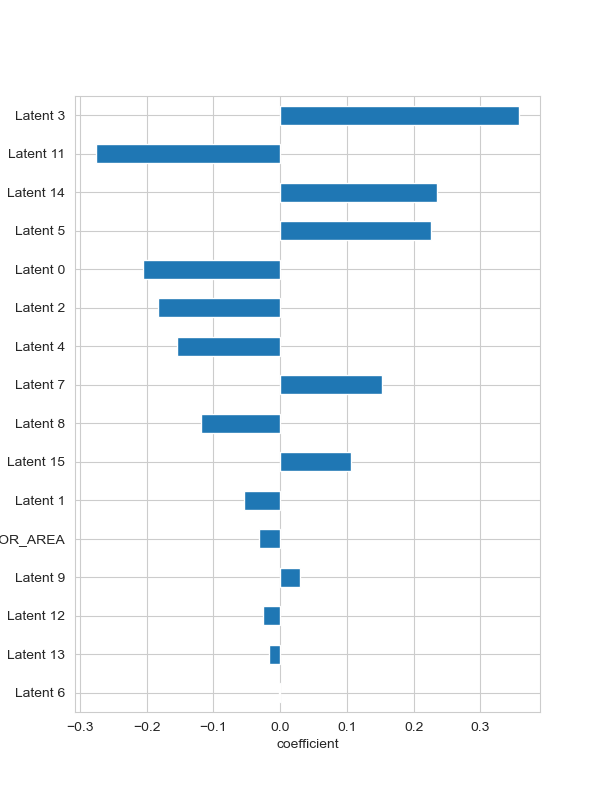 Latent 3
Latent 11
Latent 14
Latent 5
Latent 0
Latent 2
Latent 4
Latent 7
Latent 8
Latent 15
Latent 1
OR_AREA
Latent 9
Latent 12
Latent 13
Latent 6
−0.3 −0.2 −0.1 0.0 0.1 0.2 0.3
coefficient